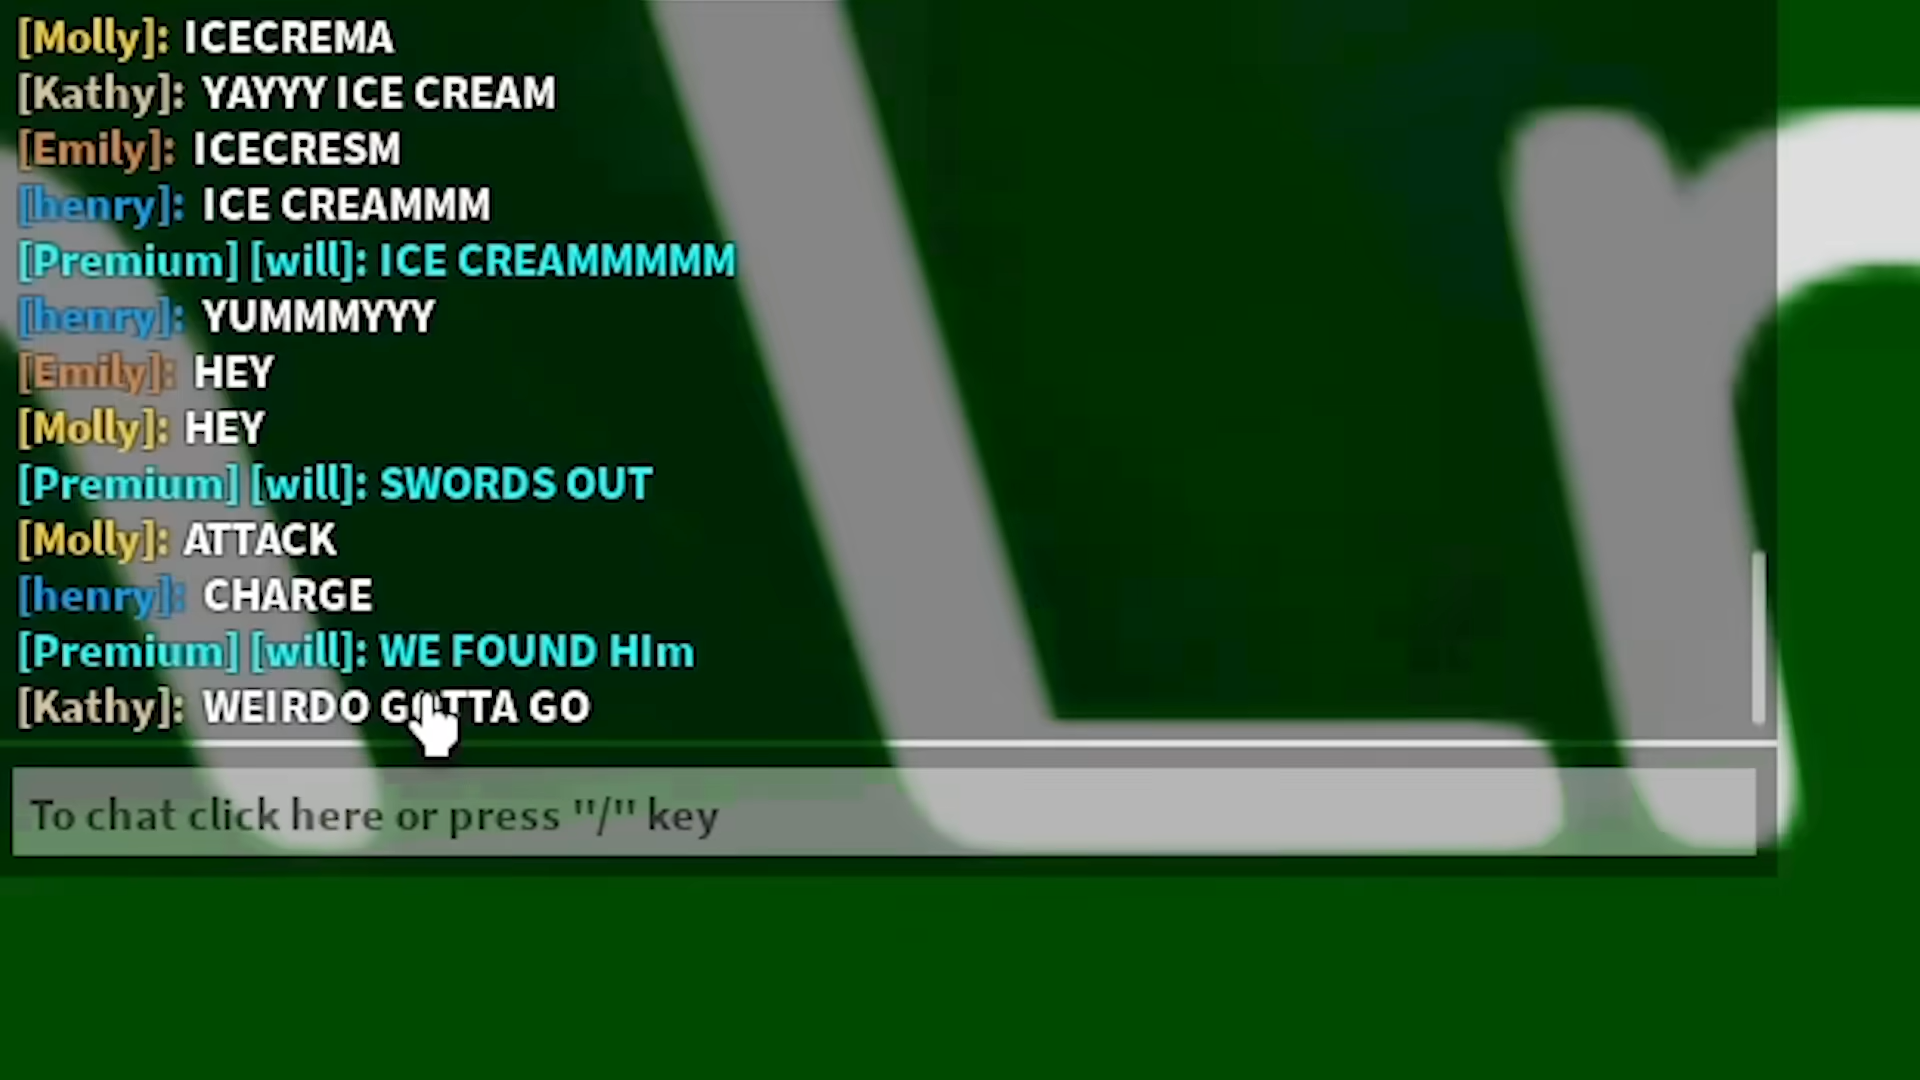 [Molly]: ICECREMA
[Kathy]: YAYYY ICE CREAM
[Emily]: ICECRESM
[henry]: ICE CREAMMM
[Premium] [will]: ICE CREAMMMMM
[henry]: YUMMMYYY
[Emily]: HEY
[Molly]: HEY
[Premium] [will]: SWORDS OUT
[Molly]: ATTACK
[henry]: CHARGE
[Premium] [will]: WE FOUND HIm
[Kathy]: WEIRDO GOTTA GO
To chat click here or press "/" key